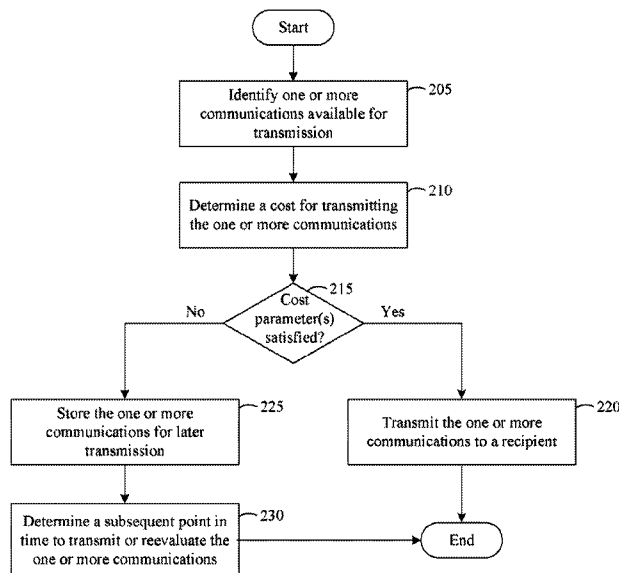 Start
Identify one or more
communications available for
transmission
205
Determine a cost for transmitting
the one or more communications
210
Cost
parameter(s)
satisfied?
215
No
Yes
Store the one or more
communications for later
transmission
225
Transmit the one or more
communications to a recipient
220
Determine a subsequent point in
time to transmit or reevaluate the
one or more communications
230
End